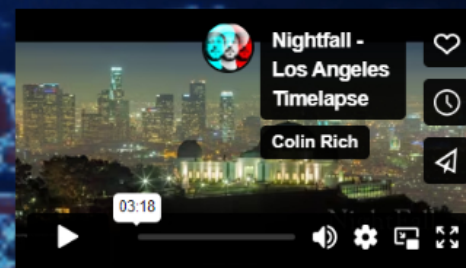 Nightfall -
Los Angeles
Timelapse
Colin Rich
03:18